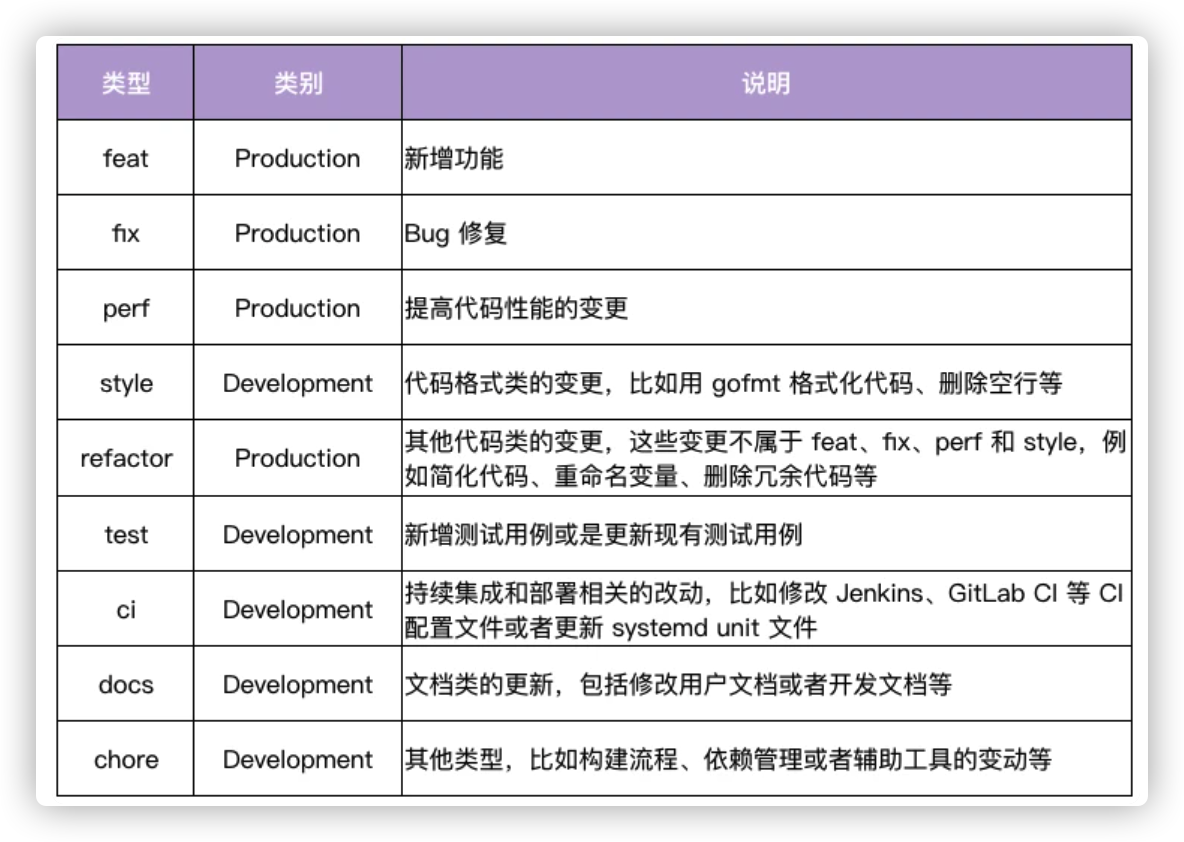 类型 类别 说明
feat Production 新增功能
fix Production Bug 修复
perf Production 提高代码性能的变更
style Development 代码格式类的变更，比如用 gofmt 格式化代码、删除空行等
refactor Production 其他代码类的变更，这些变更不属于 feat、fix、perf 和 style，例
如简化代码、重命名变量、删除冗余代码等
test Development 新增测试用例或是更新现有测试用例
ci Development 持续集成和部署相关的改动，比如修改 Jenkins、GitLab CI 等 CI
配置文件或者更新 systemd unit 文件
docs Development 文档类的更新，包括修改用户文档或者开发文档等
chore Development 其他类型，比如构建流程、依赖管理或者辅助工具的变动等